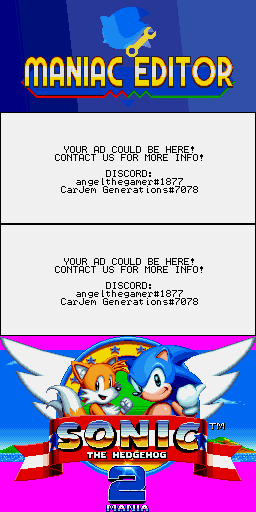 MANIAC EDITOR
YOUR AD COULD BE HERE!
CONTACT US FOR MORE INFO!
DISCORD:
angelthegamer#1877
CarJem Generations#7078
YOUR AD COULD BE HERE!
CONTACT US FOR MORE INFO!
DISCORD:
angelthegamer#1877
CarJem Generations#7078
SONIC TM
THE HEDGEHOG
2
MANIA